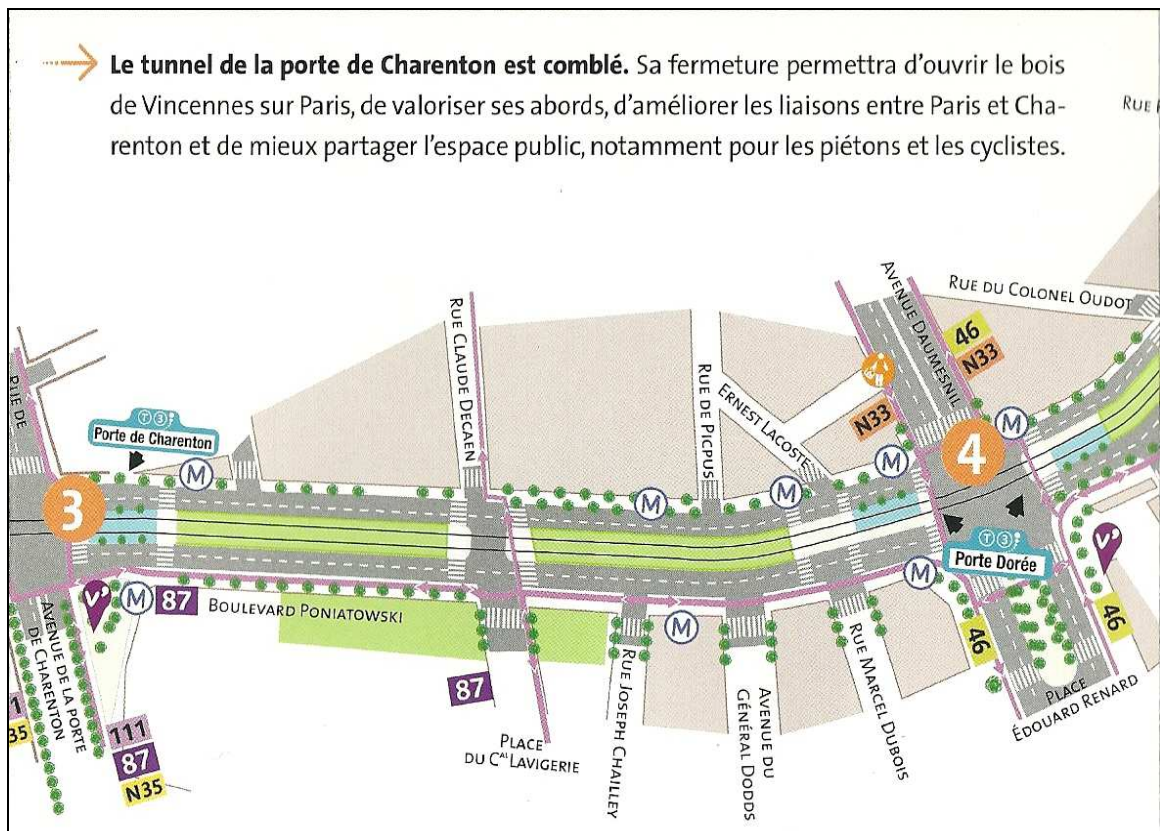 Le tunnel de la porte de Charenton est comblé. Sa fermeture permettra d'ouvrir le bois
de Vincennes sur Paris, de valoriser ses abords, d'améliorer les liaisons entre Paris et Cha-
renton et de mieux partager l'espace public, notamment pour les piétons et les cyclistes.
RUE
RUE DU COLONEL OUDOT
AVENUE DAUMESNIL
46
N33
RUE CLAUDE DECAEN
RUE DE PICPUS
ERNEST LACOSTE
N33
RUE DE
T 3
Porte de Charenton
M
M
M
M
M
3
4
T 3
Porte Dorée
V'
V'
M
87
BOULEVARD PONIATOWSKI
M
M
46
46
AVENUE DE LA PORTE
DE CHARENTON
87
PLACE
DU CAL LAVIGERIE
RUE JOSEPH CHAILLEY
AVENUE DU
GÉNÉRAL DODDS
RUE MARCEL DUBOIS
PLACE
ÉDOUARD RENARD
1
35
111
87
N35